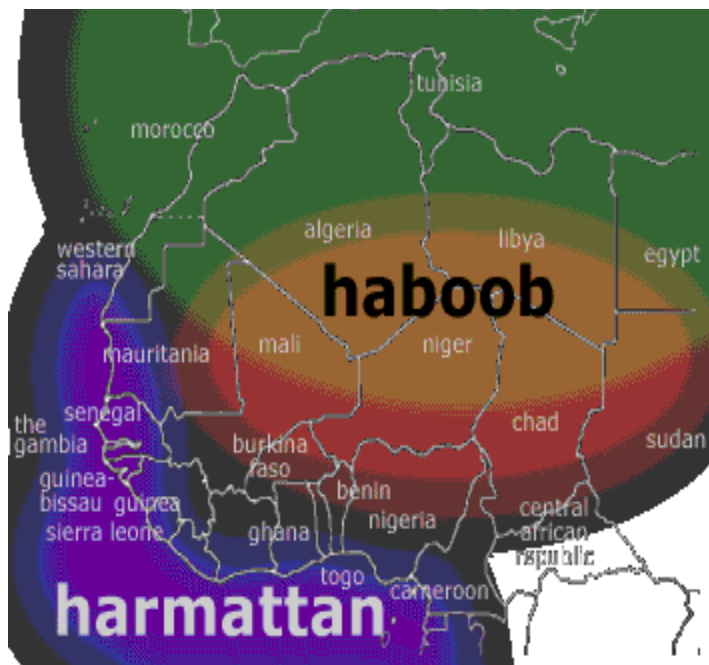 tunisia
morocco
algeria
libya
western
sahara
egypt
haboob
mauritania
mali
niger
senegal
chad
the
gambia
burkina
faso
sudan
guinea-
bissau guinea
benin
sierra leone
ghana
nigeria
central
african
republic
togo
cameroon
harmattan